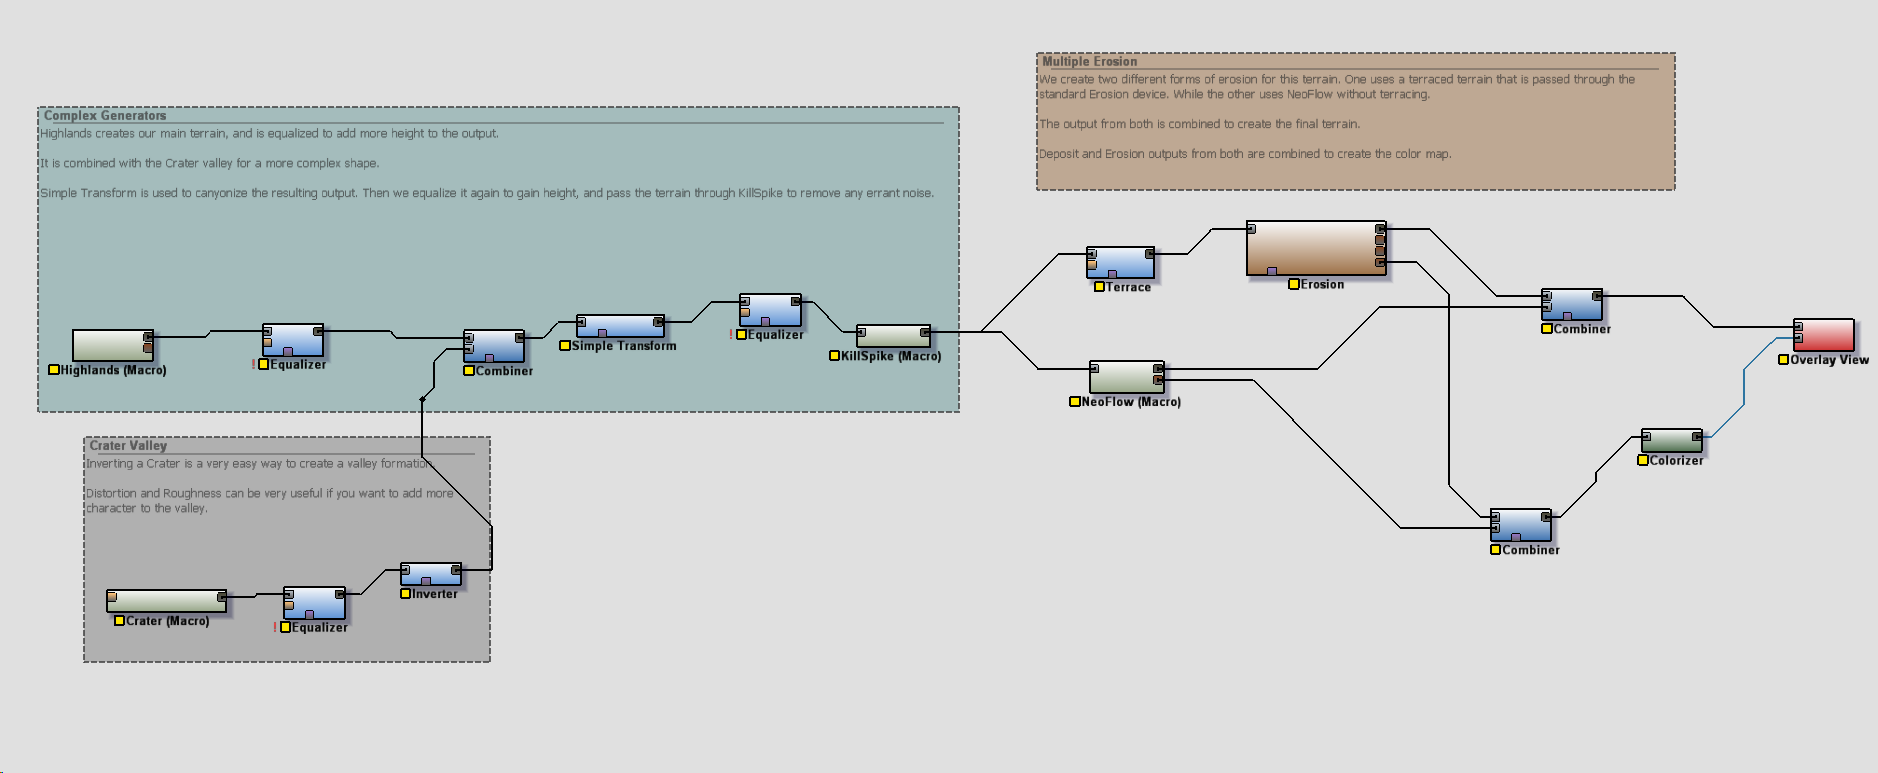 Multiple Erosion
We create two different forms of erosion for this terrain. One uses a terraced terrain that is passed through the
standard Erosion device. While the other uses NeoFlow without terracing.
The output from both is combined to create the final terrain.
Deposit and Erosion outputs from both are combined to create the color map.
Complex Generators
Highlands creates our main terrain, and is equalized to add more height to the output.
It is combined with the Crater valley for a more complex shape.
Simple Transform is used to canyonize the resulting output. Then we equalize it again to gain height, and pass the terrain through KillSpike to remove any errant noise.
Highlands (Macro)
! Equalizer
Combiner
Simple Transform
! Equalizer
KillSpike (Macro)
Terrace
Erosion
Combiner
Overlay View
NeoFlow (Macro)
Colorizer
Combiner
Crater Valley
Inverting a Crater is a very easy way to create a valley formation.
Distortion and Roughness can be very useful if you want to add more
character to the valley.
Crater (Macro)
! Equalizer
Inverter